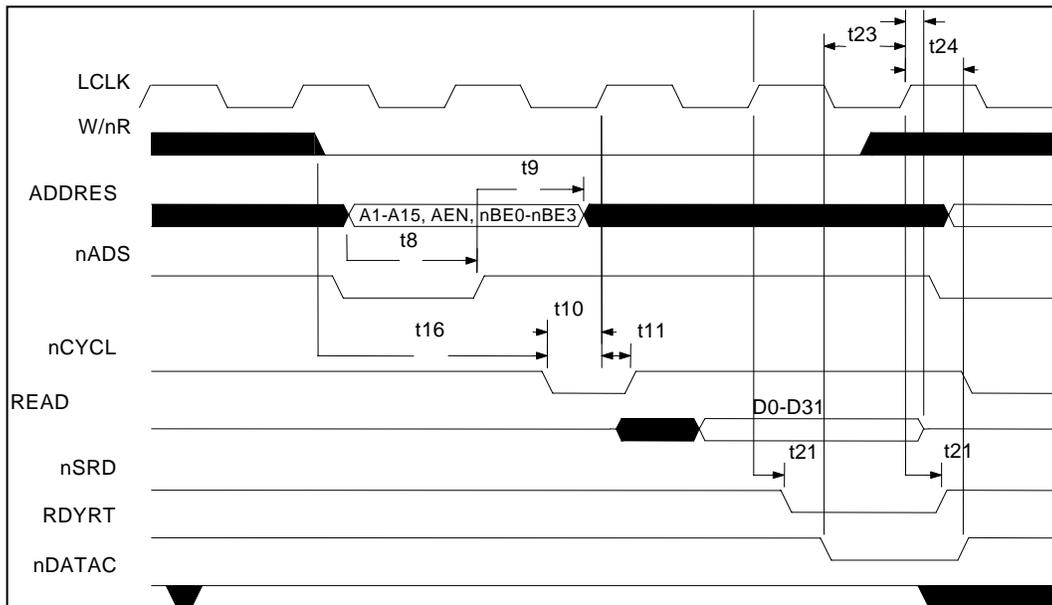 t23
t24
LCLK
W/nR
t9
ADDRES
A1-A15, AEN, nBE0-nBE3
t8
nADS
t10
t16
t11
nCYCL
READ
D0-D31
t21
t21
nSRD
RDYRT
nDATAC